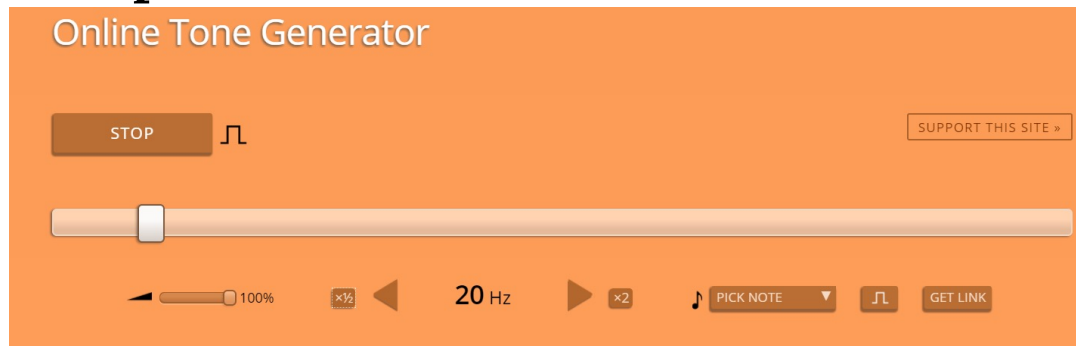 Online Tone Generator
STOP
SUPPORT THIS SITE »
100%
×½
20 Hz
×2
PICK NOTE
GET LINK